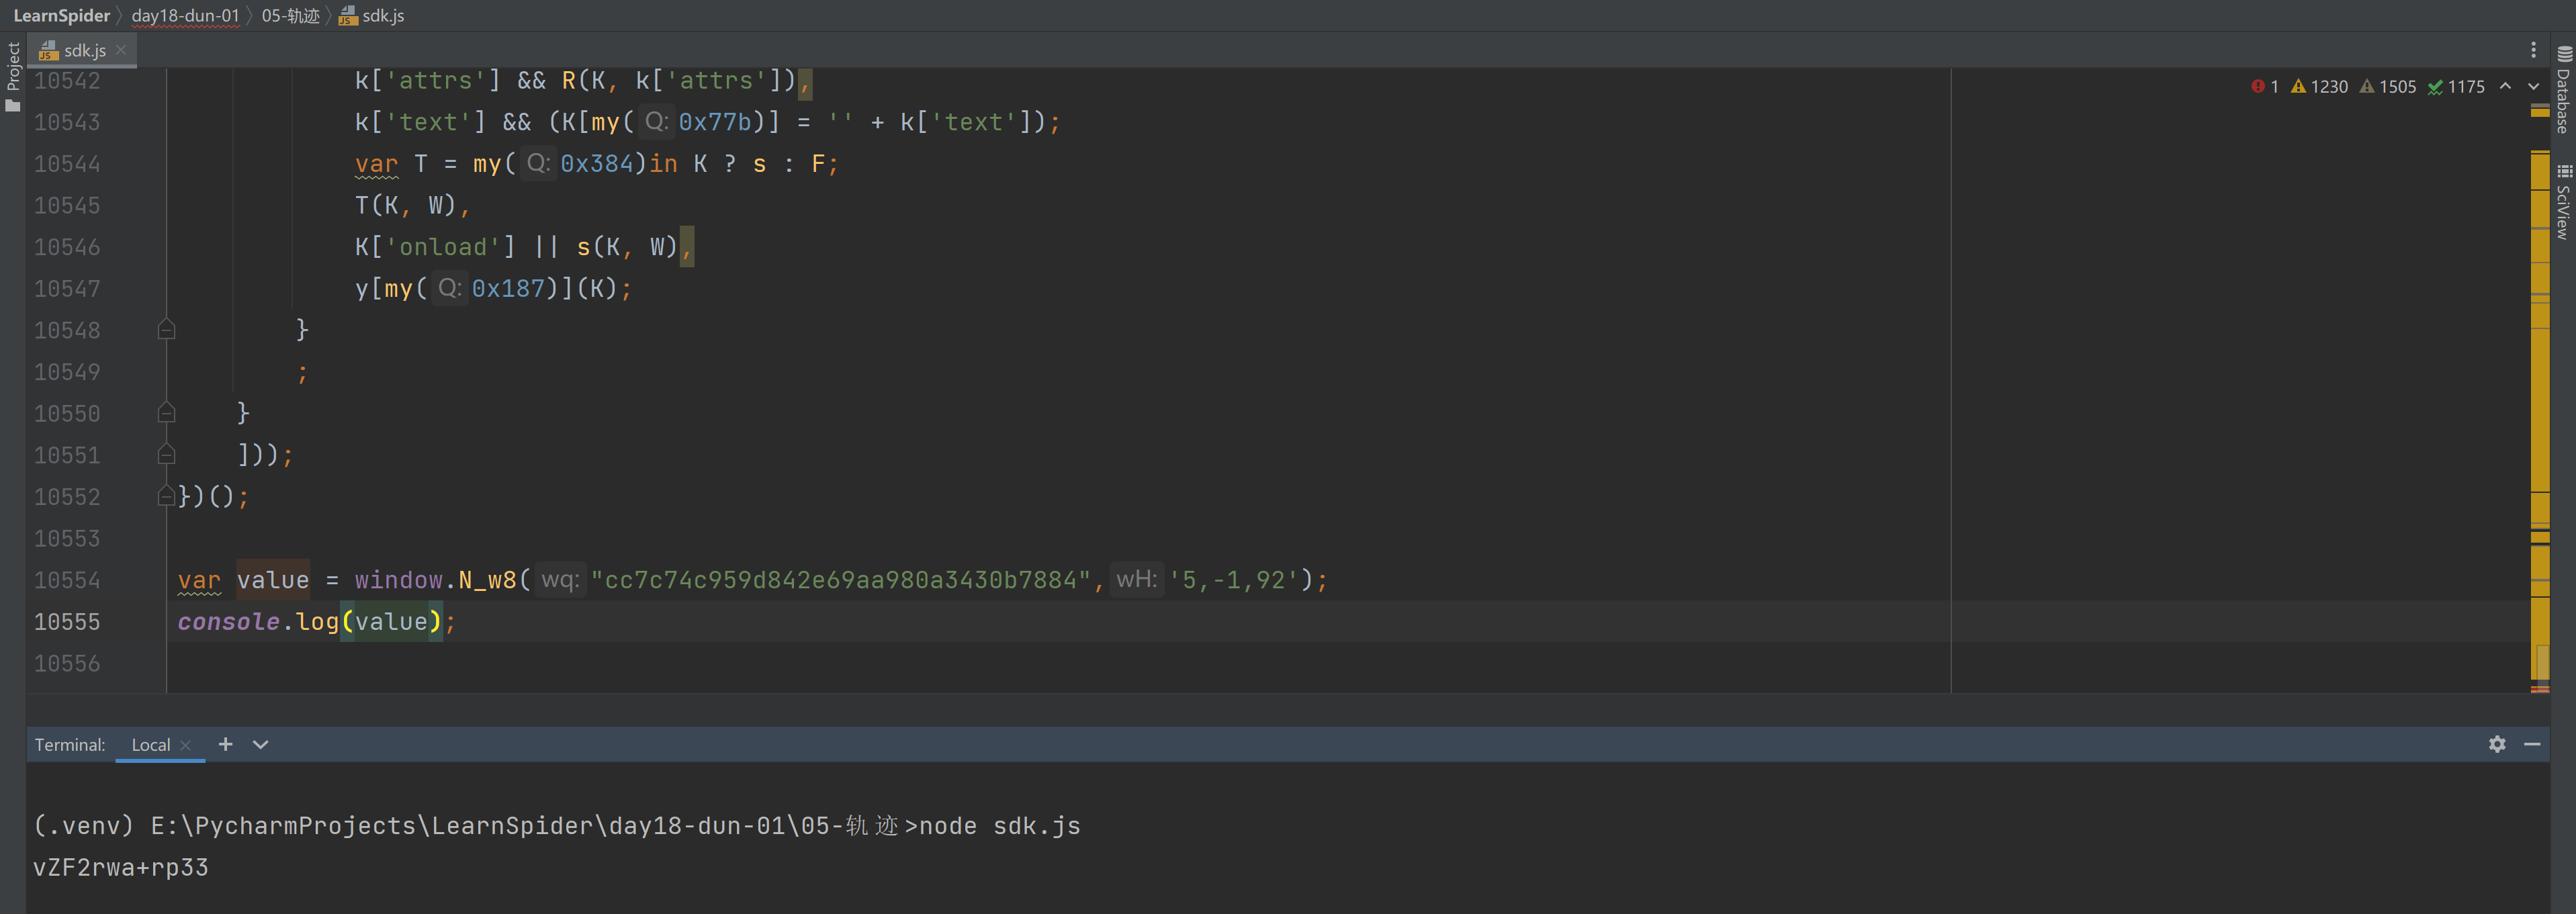 LearnSpider 〉 day18-dun-01 〉 05-轨迹 〉 sdk.js
Project
sdk.js
1 1230 1505 1175
Database
SciView
10542 k['attrs'] && R(K, k['attrs']),
10543 k['text'] && (K[my( Q: 0x77b)] = '' + k['text']);
10544 var T = my( Q: 0x384)in K ? s : F;
10545 T(K, W),
10546 K['onload'] || s(K, W),
10547 y[my( Q: 0x187)](K);
10548 }
10549 ;
10550 }
10551 ]));
10552 })();
10553
10554 var value = window.N_w8( wq: "cc7c74c959d842e69aa980a3430b7884", wH: '5,-1,92');
10555 console.log(value);
10556
Terminal: Local
(.venv) E:\PycharmProjects\LearnSpider\day18-dun-01\05-轨迹>node sdk.js
vZF2rwa+rp33